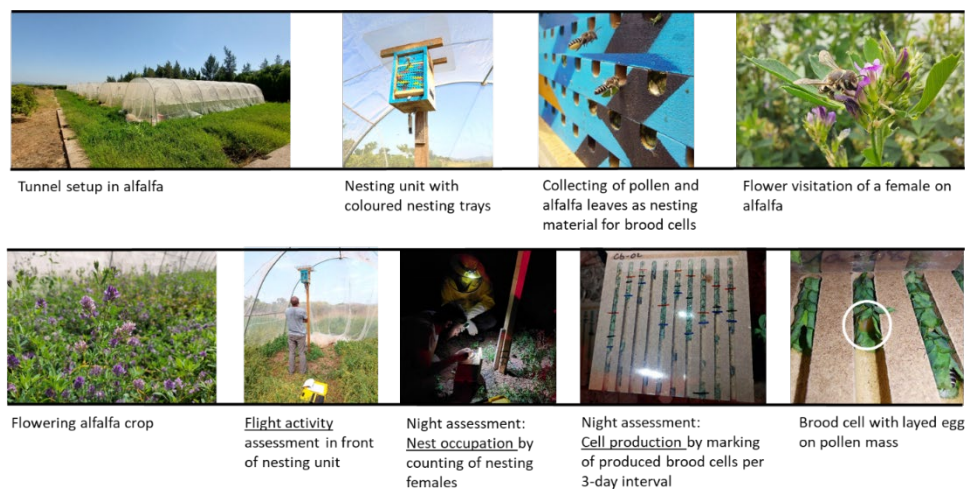 Tunnel setup in alfalfa
Nesting unit with
coloured nesting trays
Collecting of pollen and
alfalfa leaves as nesting
material for brood cells
Flower visitation of a female on
alfalfa
C6-02
Flowering alfalfa crop
Flight activity
assessment in front
of nesting unit
Night assessment:
Nest occupation by
counting of nesting
females
Night assessment:
Cell production by marking
of produced brood cells per
3-day interval
Brood cell with layed egg
on pollen mass